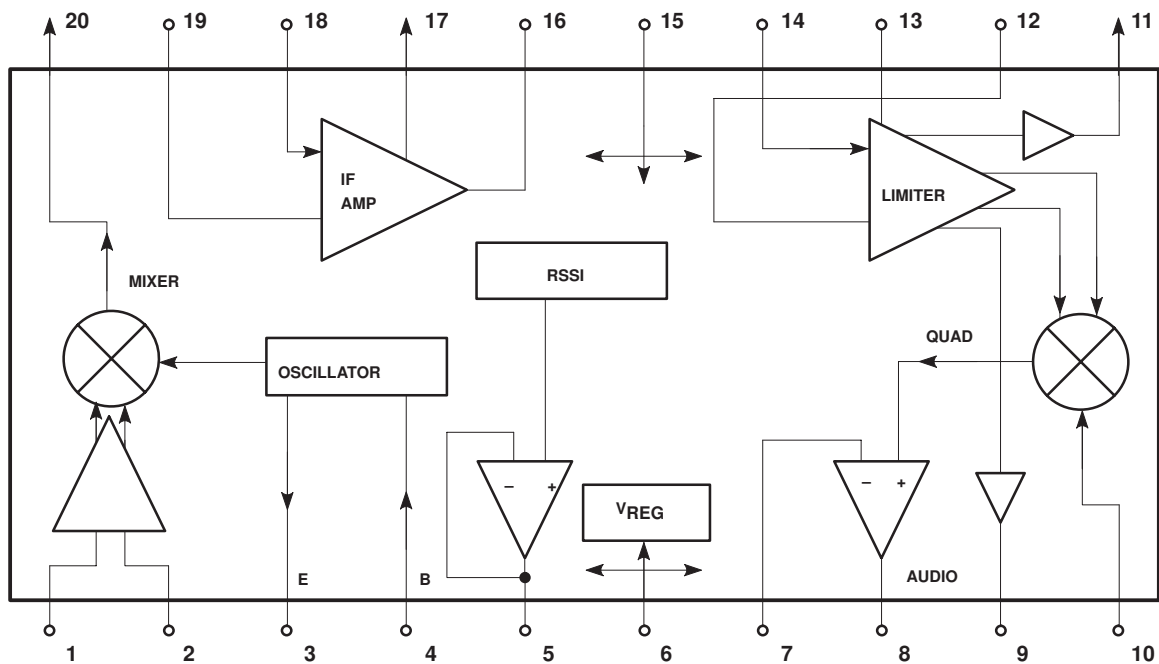 20 19 18 17 16 15 14 13 12 11
IF
AMP
LIMITER
RSSI
MIXER
QUAD
OSCILLATOR
– + – +
VREG
E B AUDIO
1 2 3 4 5 6 7 8 9 10